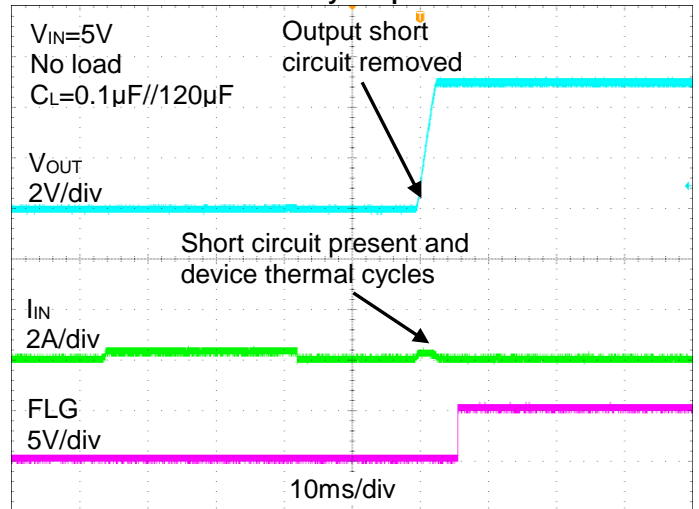 VIN=5V
No load
CL=0.1µF//120µF
Output short
circuit removed
T
VOUT
2V/div
Short circuit present and
device thermal cycles
IIN
2A/div
FLG
5V/div
10ms/div